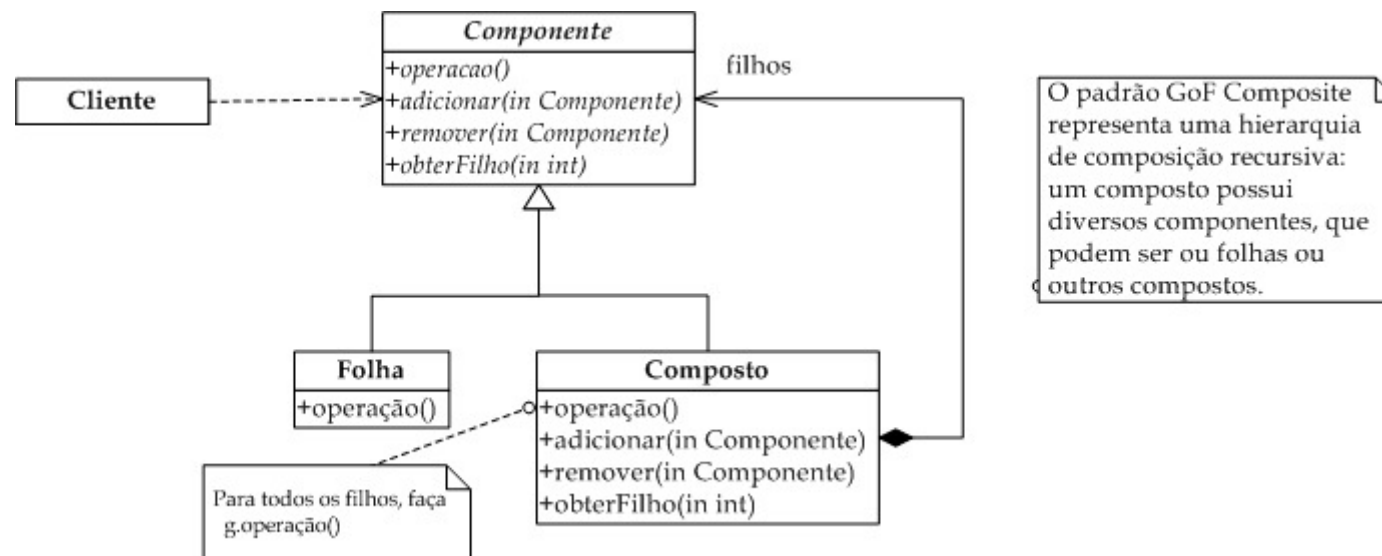 Componente
+operacao()
+adicionar(in Componente)
+remover(in Componente)
+obterFilho(in int)
filhos
Cliente
O padrão GoF Composite
representa uma hierarquia
de composição recursiva:
um composto possui
diversos componentes, que
podem ser ou folhas ou
outros compostos.
Folha
+operação()
Composto
+operação()
+adicionar(in Componente)
+remover(in Componente)
+obterFilho(in int)
Para todos os filhos, faça
g.operação()